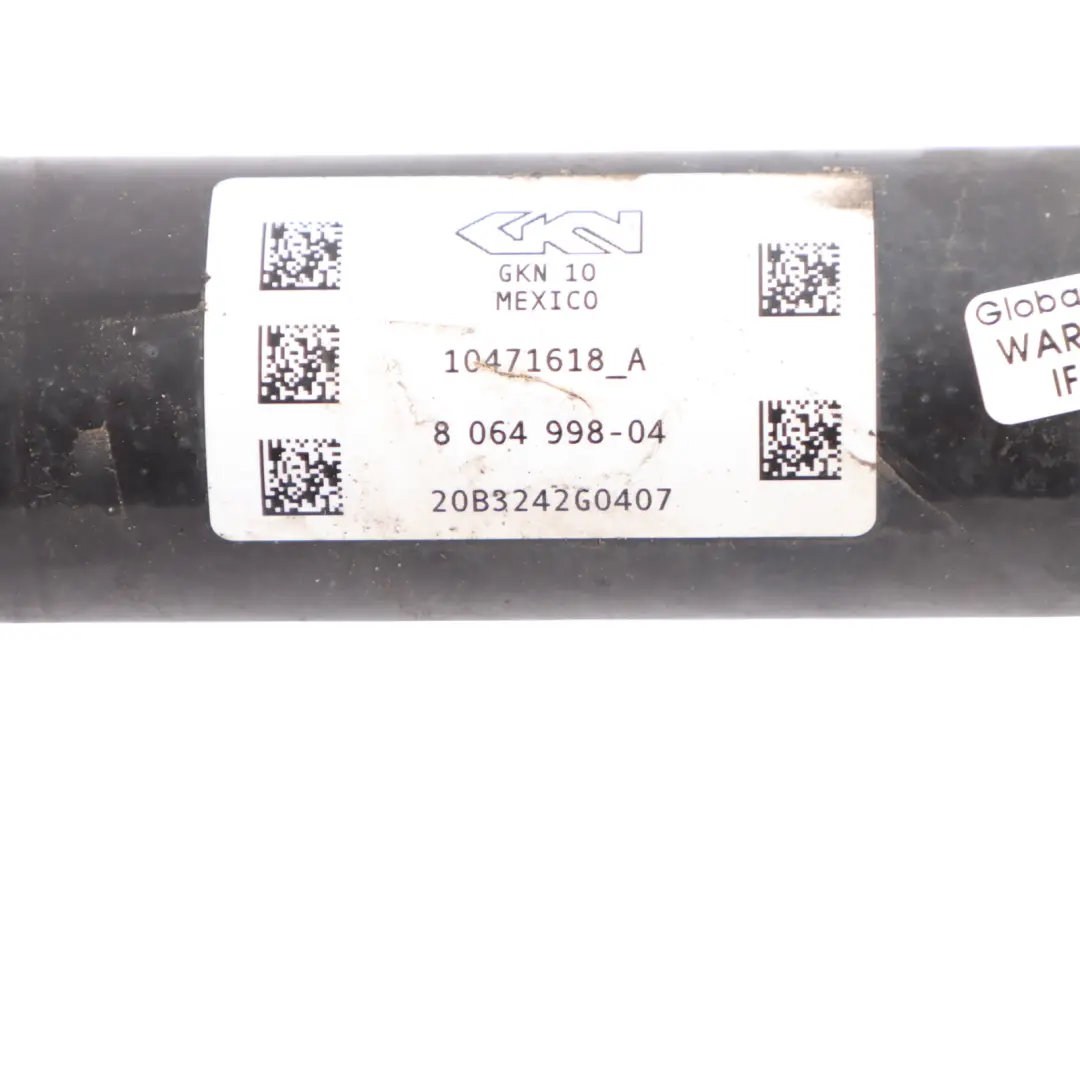 GKN
GKN 10
MEXICO
10471618_A
8 064 998-04
20B3242G0407
Globa
WAR
IF